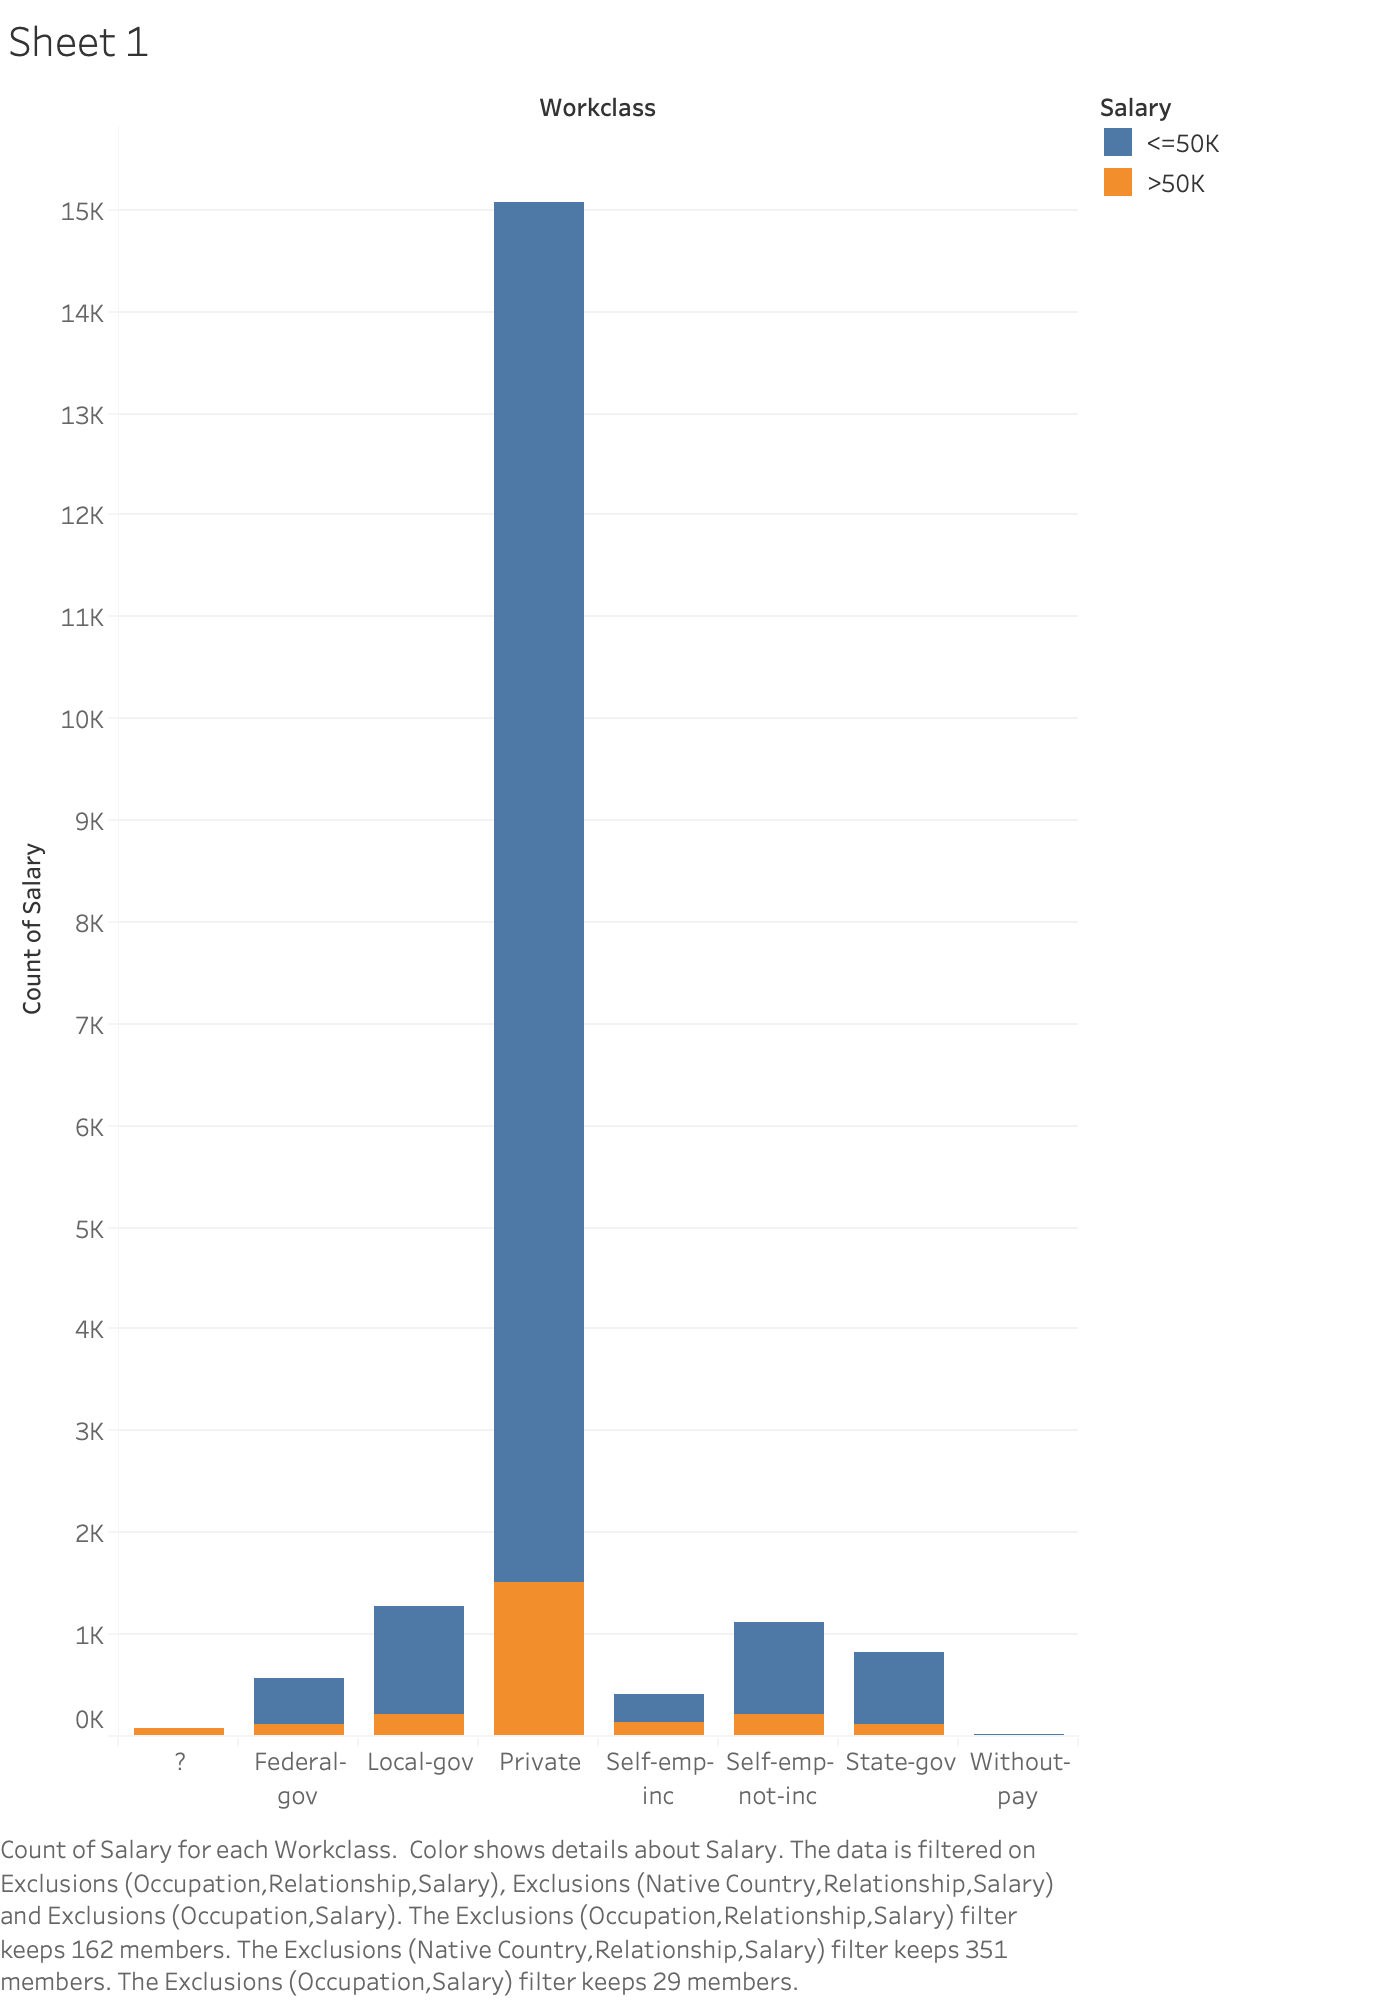 Sheet 1
Workclass
Salary
<=50K
>50K
15K
14K
13K
12K
11K
10K
9K
8K
7K
6K
5K
4K
3K
2K
1K
0K
Count of Salary
?
Federal-
gov
Local-gov
Private
Self-emp-
inc
Self-emp-
not-inc
State-gov
Without-
pay
Count of Salary for each Workclass.  Color shows details about Salary. The data is filtered on
Exclusions (Occupation,Relationship,Salary), Exclusions (Native Country,Relationship,Salary)
and Exclusions (Occupation,Salary). The Exclusions (Occupation,Relationship,Salary) filter
keeps 162 members. The Exclusions (Native Country,Relationship,Salary) filter keeps 351
members. The Exclusions (Occupation,Salary) filter keeps 29 members.